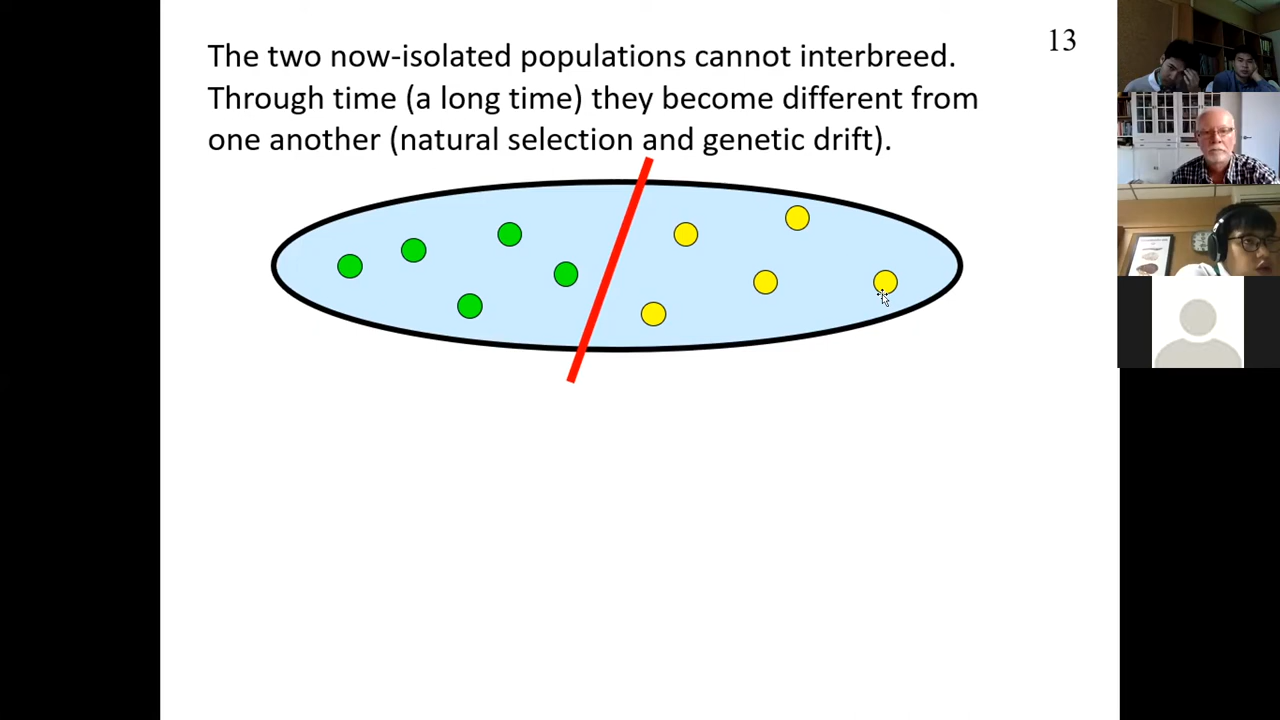 The two now-isolated populations cannot interbreed.
Through time (a long time) they become different from
one another (natural selection and genetic drift).
13